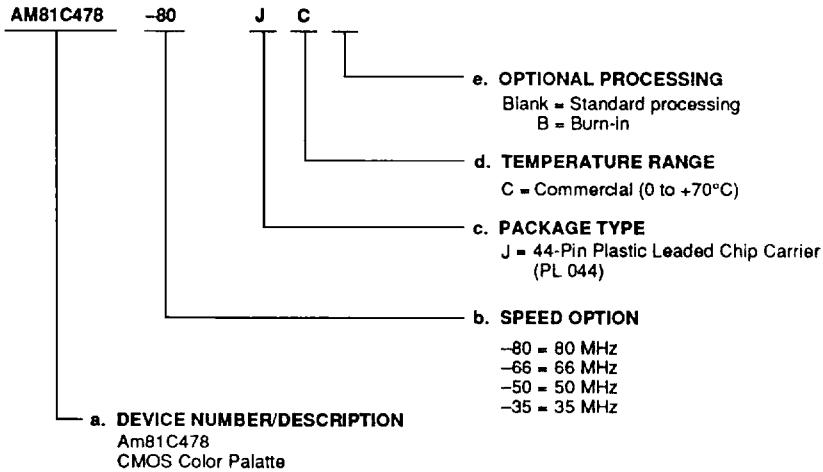 AM81C478 –80 J C
e. OPTIONAL PROCESSING
Blank = Standard processing
B = Burn-in
d. TEMPERATURE RANGE
C = Commercial (0 to +70°C)
c. PACKAGE TYPE
J = 44-Pin Plastic Leaded Chip Carrier
(PL 044)
b. SPEED OPTION
–80 = 80 MHz
–66 = 66 MHz
–50 = 50 MHz
–35 = 35 MHz
a. DEVICE NUMBER/DESCRIPTION
Am81C478
CMOS Color Palatte